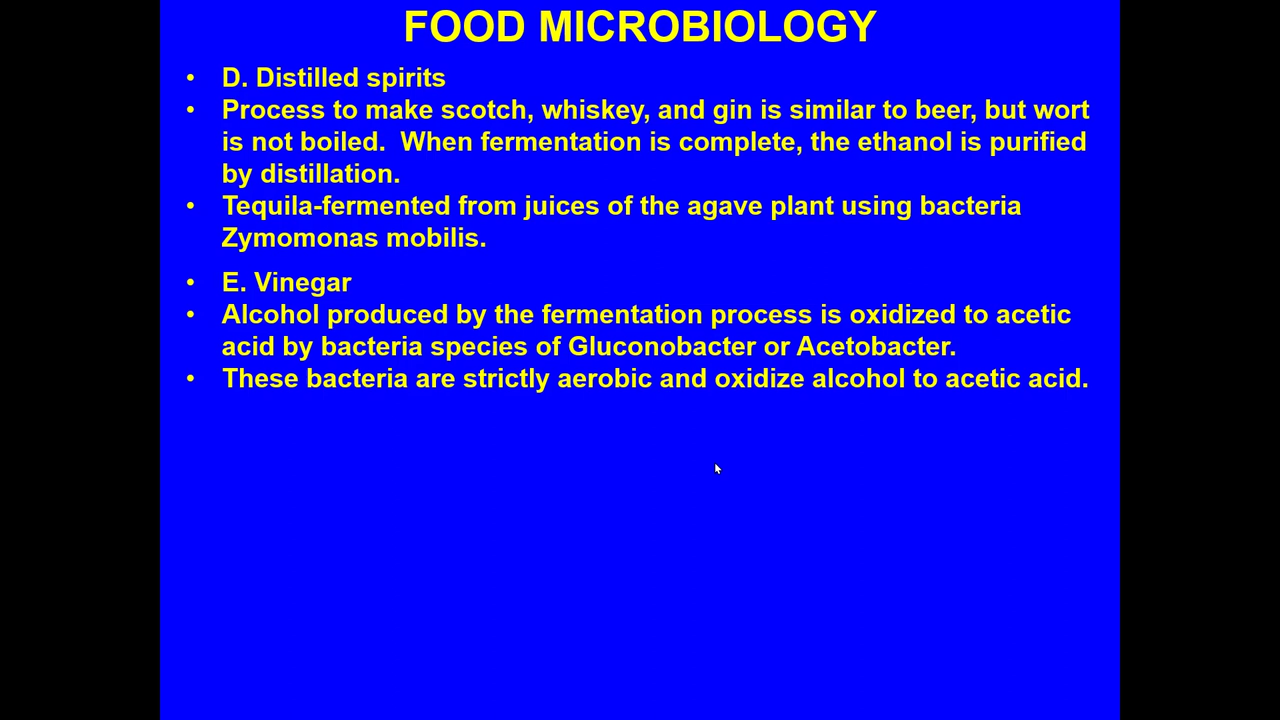 FOOD MICROBIOLOGY
• D. Distilled spirits
• Process to make scotch, whiskey, and gin is similar to beer, but wort
is not boiled.  When fermentation is complete, the ethanol is purified
by distillation.
• Tequila-fermented from juices of the agave plant using bacteria
Zymomonas mobilis.
• E. Vinegar
• Alcohol produced by the fermentation process is oxidized to acetic
acid by bacteria species of Gluconobacter or Acetobacter.
• These bacteria are strictly aerobic and oxidize alcohol to acetic acid.